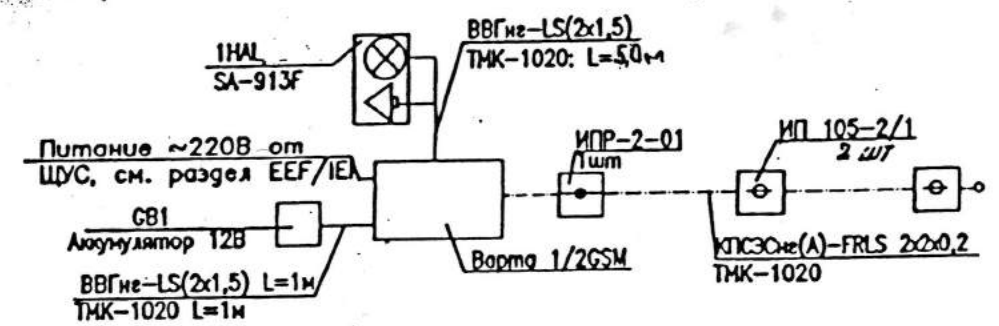 ВВГнг-LS(2x1,5)
ТМК-1020: L=5,0м
1HAL
SA-913F
ИПР-2-01
1шт
ИП 105-2/1
2 шт
Питание ~220В от
ЩУС, см. раздел EEF/IEA
GB1
Аккумулятор 12В
Варта 1/2GSM
КПСЭСнг(А)-FRLS 2x2x0,2
ТМК-1020
ВВГнг-LS(2x1,5) L=1м
ТМК-1020 L=1м